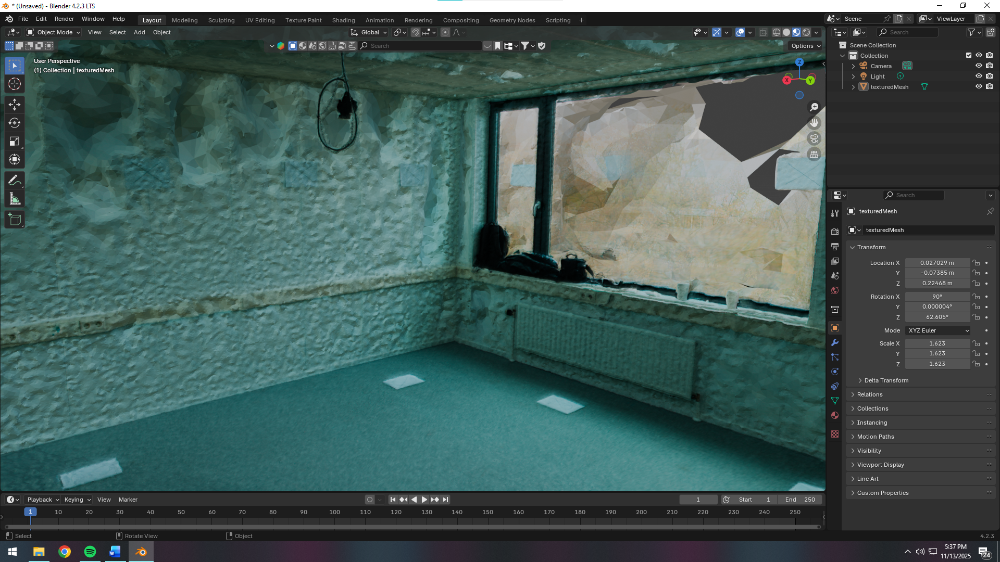 * (Unsaved) - Blender 4.2.3 LTS
File Edit Render Window Help Layout Modeling Sculpting UV Editing Texture Paint Shading Animation Rendering Compositing Geometry Nodes Scripting + Scene ViewLayer
Object Mode View Select Add Object Global Search
Search Options
User Perspective
(1) Collection | texturedMesh
Z
X Y
Scene Collection
Collection
Camera
Light
texturedMesh
Search
texturedMesh
texturedMesh
Transform
Location X 0.027029 m
Y -0.07385 m
Z 0.22468 m
Rotation X 90°
Y 0.000004°
Z 62.605°
Mode XYZ Euler
Scale X 1.623
Y 1.623
Z 1.623
Delta Transform
Relations
Collections
Instancing
Motion Paths
Visibility
Viewport Display
Line Art
Custom Properties
Playback Keying View Marker 1 Start 1 End 250
1 10 20 30 40 50 60 70 80 90 100 110 120 130 140 150 160 170 180 190 200 210 220 230 240 250
Select Rotate View Object 4.2.3
5:37 PM
11/13/2025
24